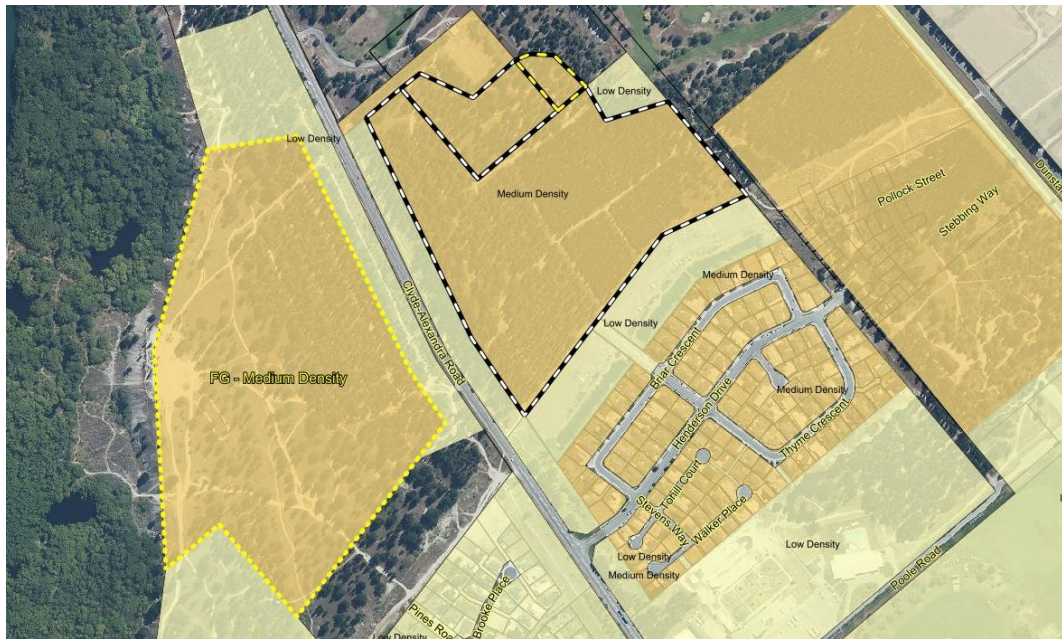 Low Density
Low Density
Medium Density
Pollock Street
Stebbing Way
Medium Density
Clyde-Alexandra Road
Low Density
FG - Medium Density
Briar Crescent
Henderson Drive
Medium Density
Thyme Crescent
Tohill Court
Stevens Way
Walker Place
Low Density
Low Density
Medium Density
Poole Road
Brooke Place
Low Density